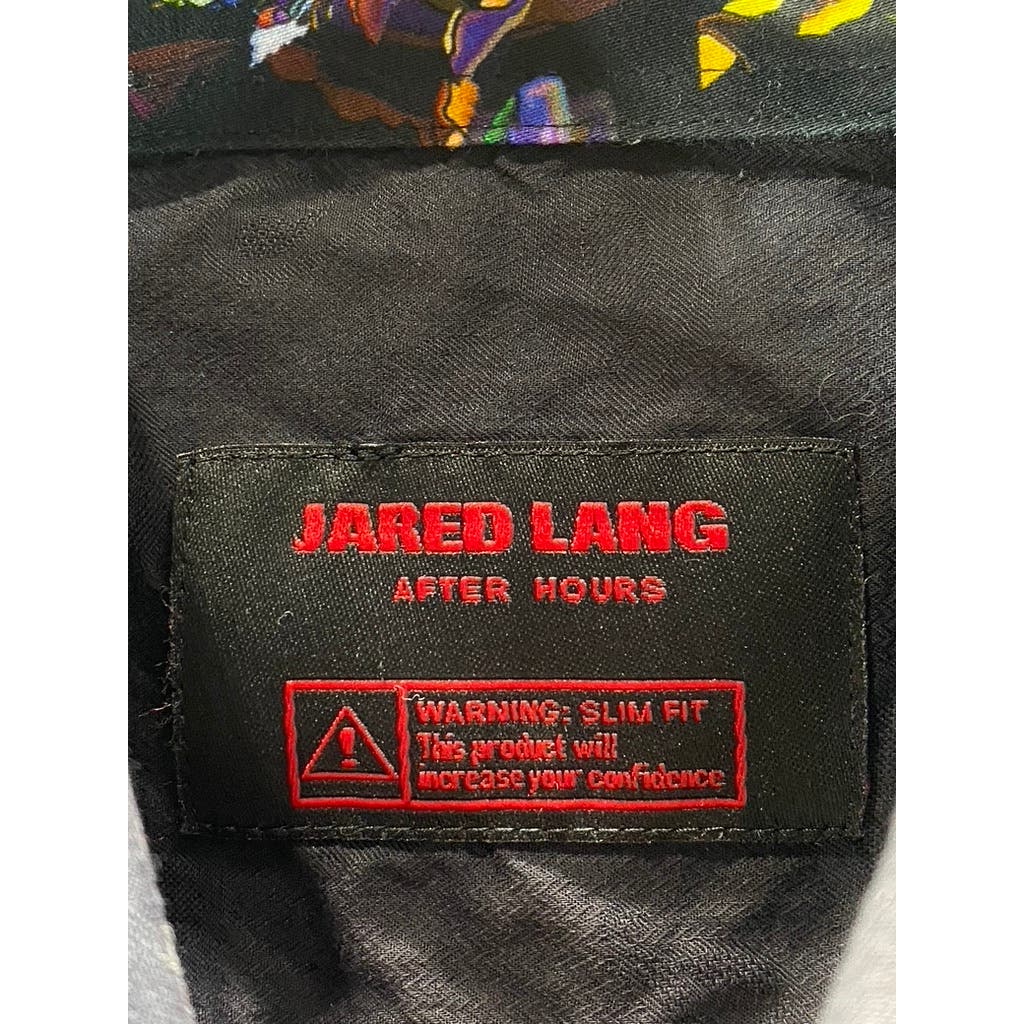 JARED LANG
AFTER HOURS
WARNING: SLIM FIT
This product will
increase your confidence